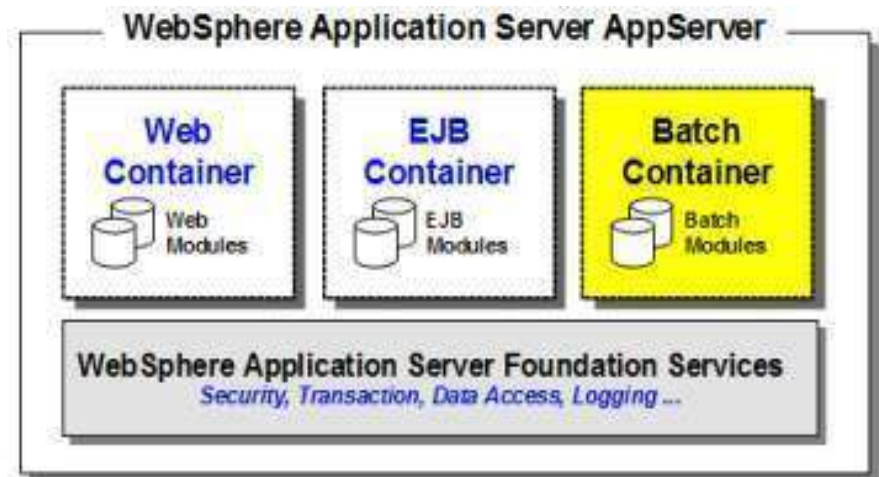 WebSphere Application Server AppServer
Web
Container
Web
Modules
EJB
Container
EJB
Modules
Batch
Container
Batch
Modules
WebSphere Application Server Foundation Services
Security, Transaction, Data Access, Logging ...